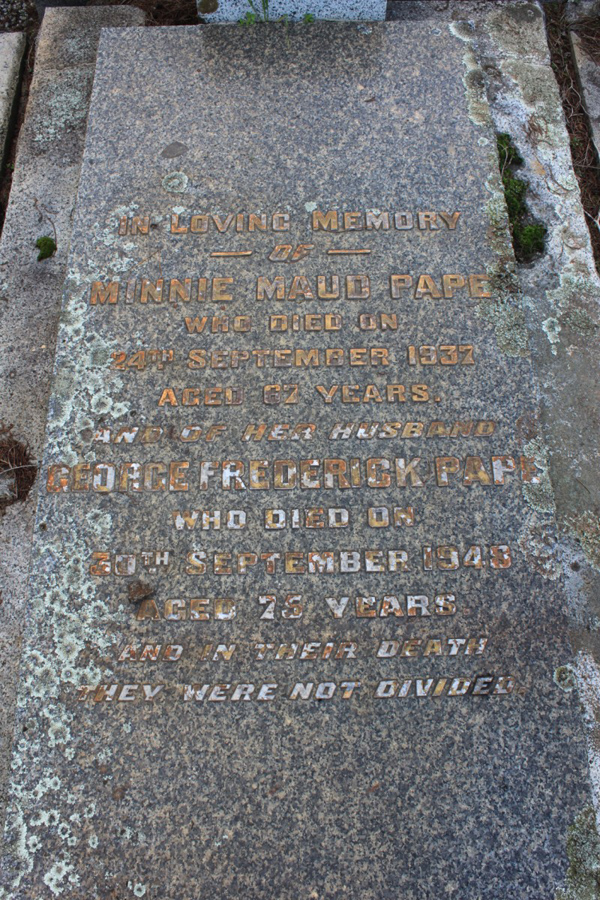 IN LOVING MEMORY
— OF —
MINNIE MAUD PAPE
WHO DIED ON
24TH SEPTEMBER 1937
AGED 67 YEARS.
AND OF HER HUSBAND
GEORGE FREDERICK PAPE
WHO DIED ON
30TH SEPTEMBER 1948
AGED 75 YEARS.
AND IN THEIR DEATH
THEY WERE NOT DIVIDED.